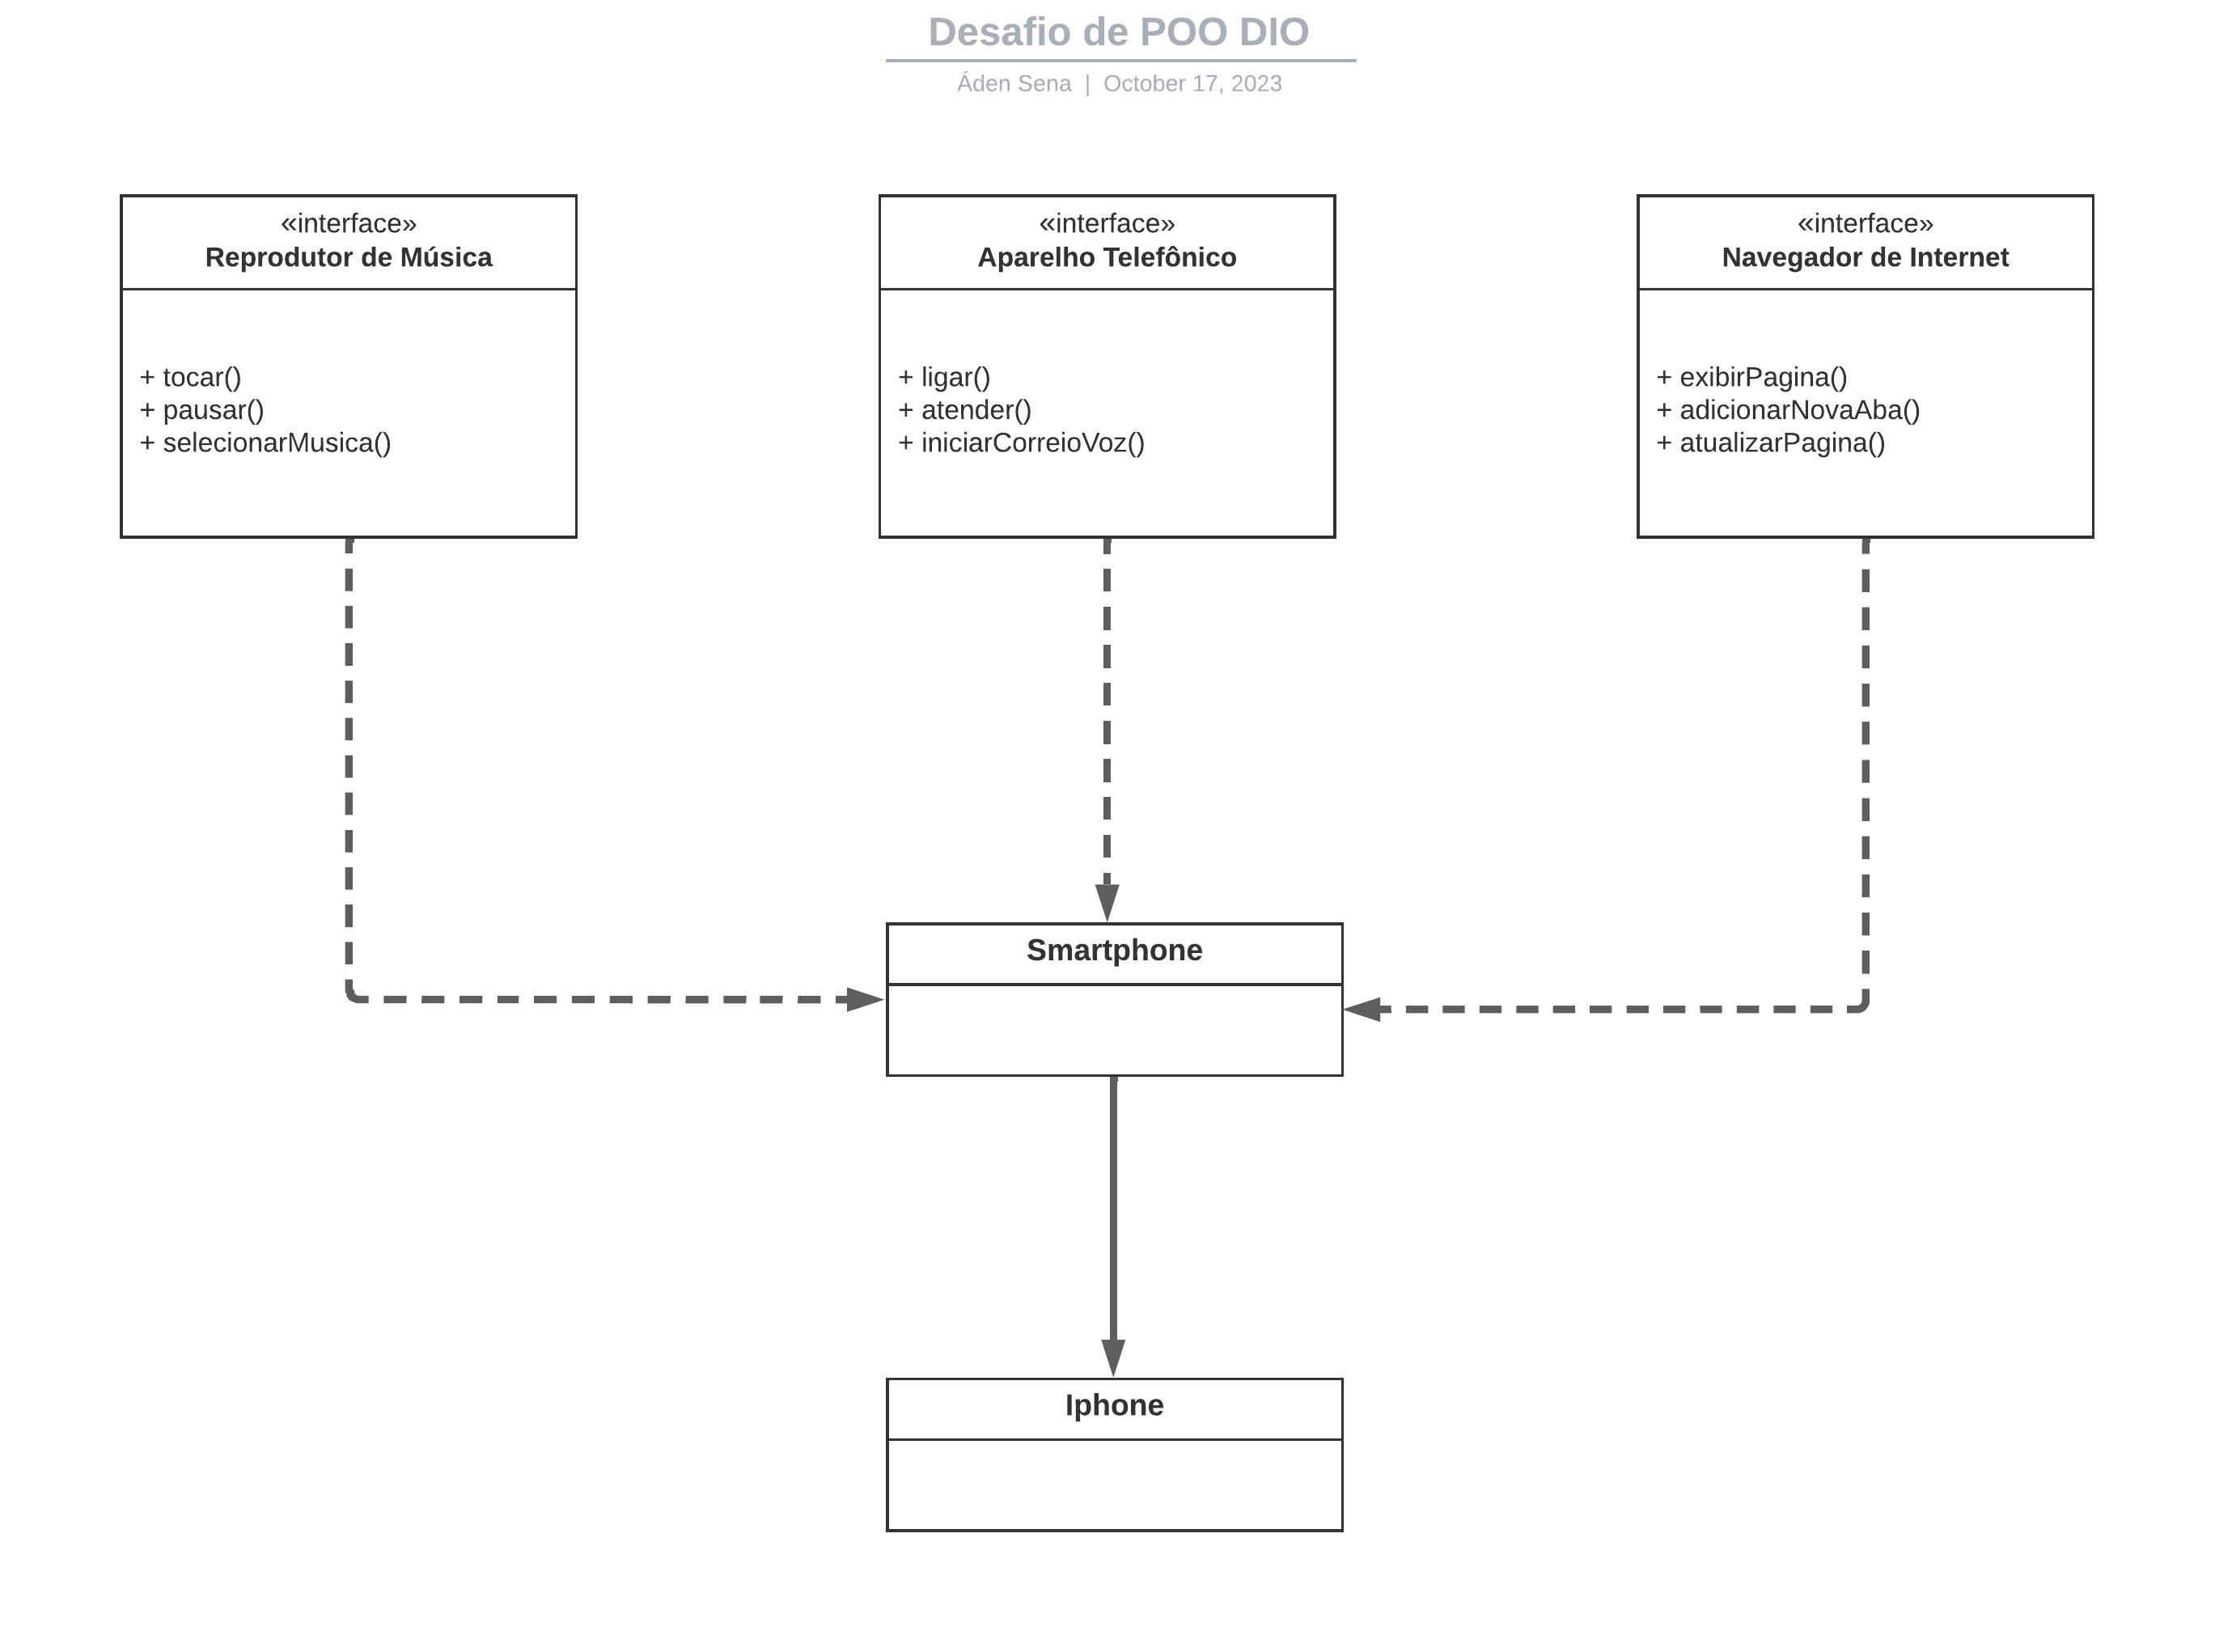 Desafio de POO DIO
Áden Sena | October 17, 2023
«interface»
Reprodutor de Música
+ tocar()
+ pausar()
+ selecionarMusica()
«interface»
Aparelho Telefônico
+ ligar()
+ atender()
+ iniciarCorreioVoz()
«interface»
Navegador de Internet
+ exibirPagina()
+ adicionarNovaAba()
+ atualizarPagina()
Smartphone
Iphone